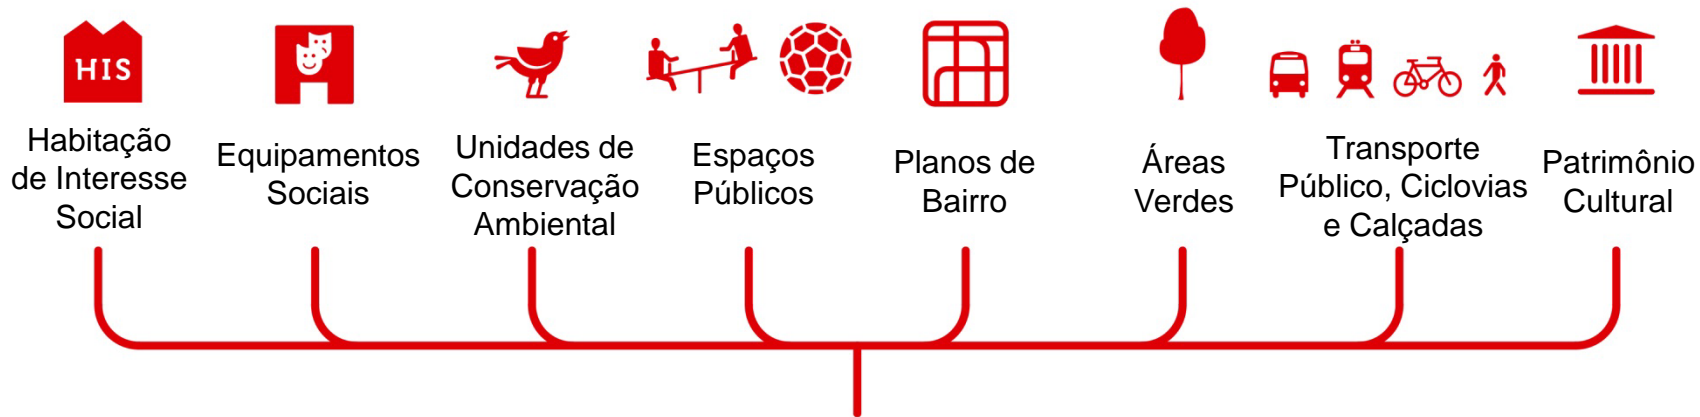 HIS
Habitação
de Interesse
Social
Equipamentos
Sociais
Unidades de
Conservação
Ambiental
Espaços
Públicos
Planos de
Bairro
Áreas
Verdes
Transporte
Público, Ciclovias
e Calçadas
Patrimônio
Cultural